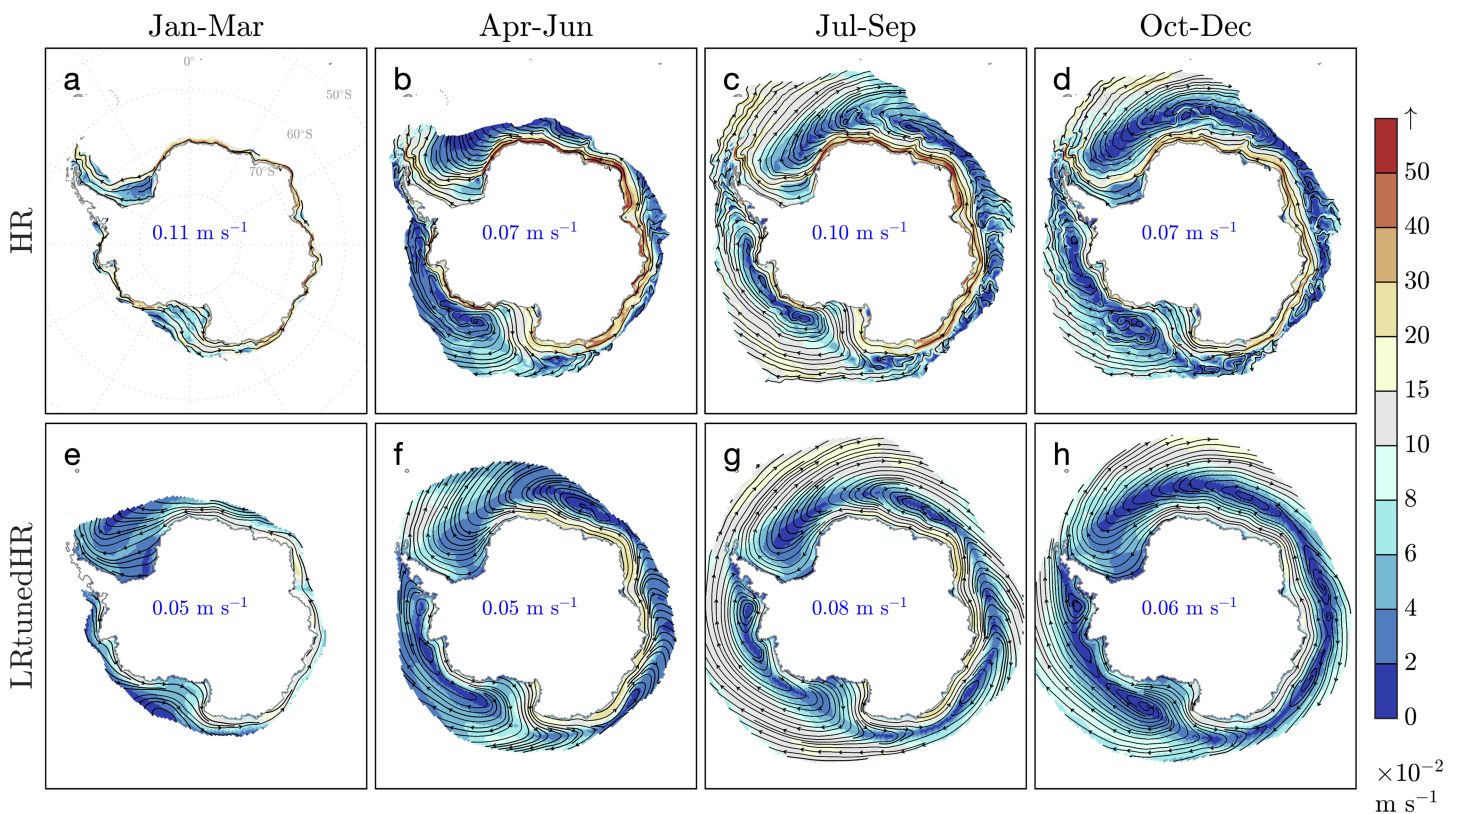 Jan-Mar
Apr-Jun
Jul-Sep
Oct-Dec
HR
a
0°
50°S
60°S
70°S
0.11 m s⁻¹
b
0.07 m s⁻¹
c
0.10 m s⁻¹
d
0.07 m s⁻¹
LRtunedHR
e
0.05 m s⁻¹
f
0.05 m s⁻¹
g
0.08 m s⁻¹
h
0.06 m s⁻¹
↑
50
40
30
20
15
10
8
6
4
2
0
×10⁻²
m s⁻¹